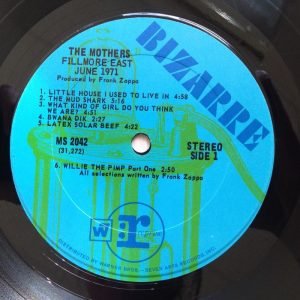 BIZARRE
THE MOTHERS
FILLMORE EAST
JUNE 1971
Produced by Frank Zappa
1. LITTLE HOUSE I USED TO LIVE IN 4:58
2. THE MUD SHARK 5:16
3. WHAT KIND OF GIRL DO YOU THINK
WE ARE? 4:51
4. BWANA DIK 2:27
5. LATEX SOLAR BEEF 4:22
MS 2042
(31,272)
STEREO
SIDE 1
6. WILLIE THE PIMP Part One 2:50
All selections written by Frank Zappa
W
r
reprise
DISTRIBUTED BY WARNER BROS. - SEVEN ARTS RECORDS, INC.